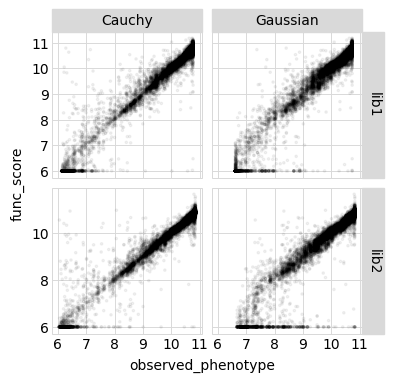 Cauchy Gaussian
11
10
9
8
7
6
lib1
func_score
10
8
6
lib2
6 7 8 9 10 11 6 7 8 9 10 11
observed_phenotype